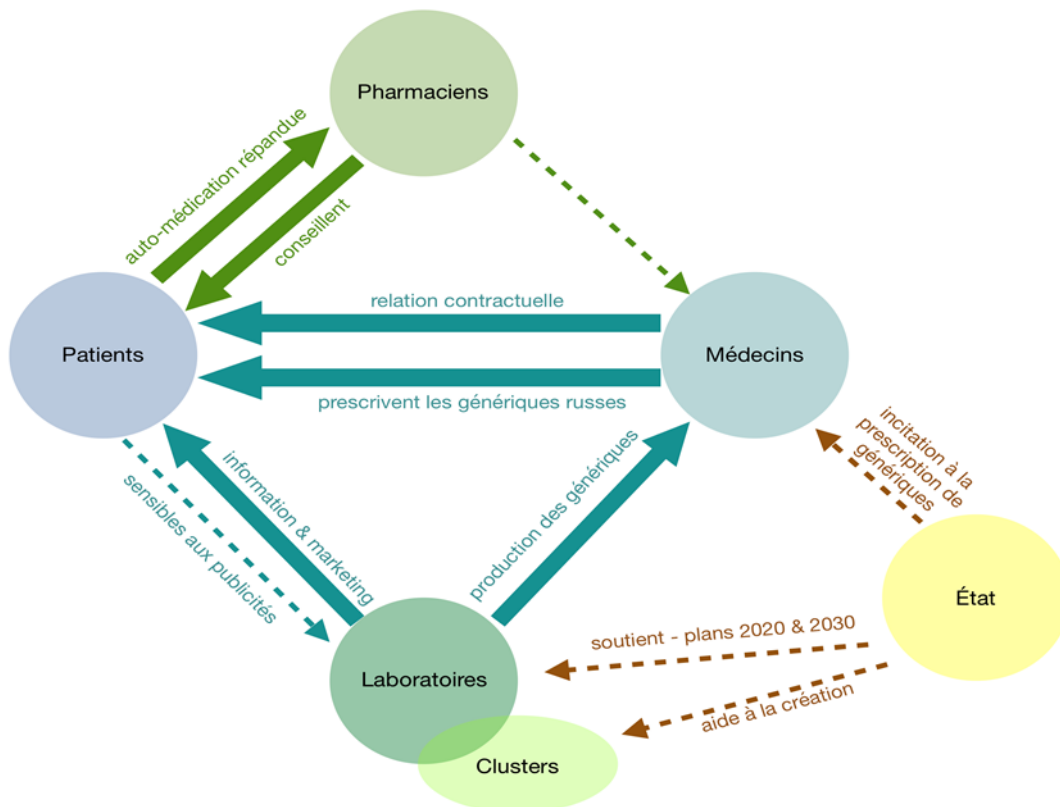 Pharmaciens
auto-médication répandue
conseillent
relation contractuelle
Patients
Médecins
prescrivent les génériques russes
incitation à la
prescription de
génériques
information & marketing
sensibles aux publicités
production des génériques
État
soutient - plans 2020 & 2030
Laboratoires
aide à la création
Clusters